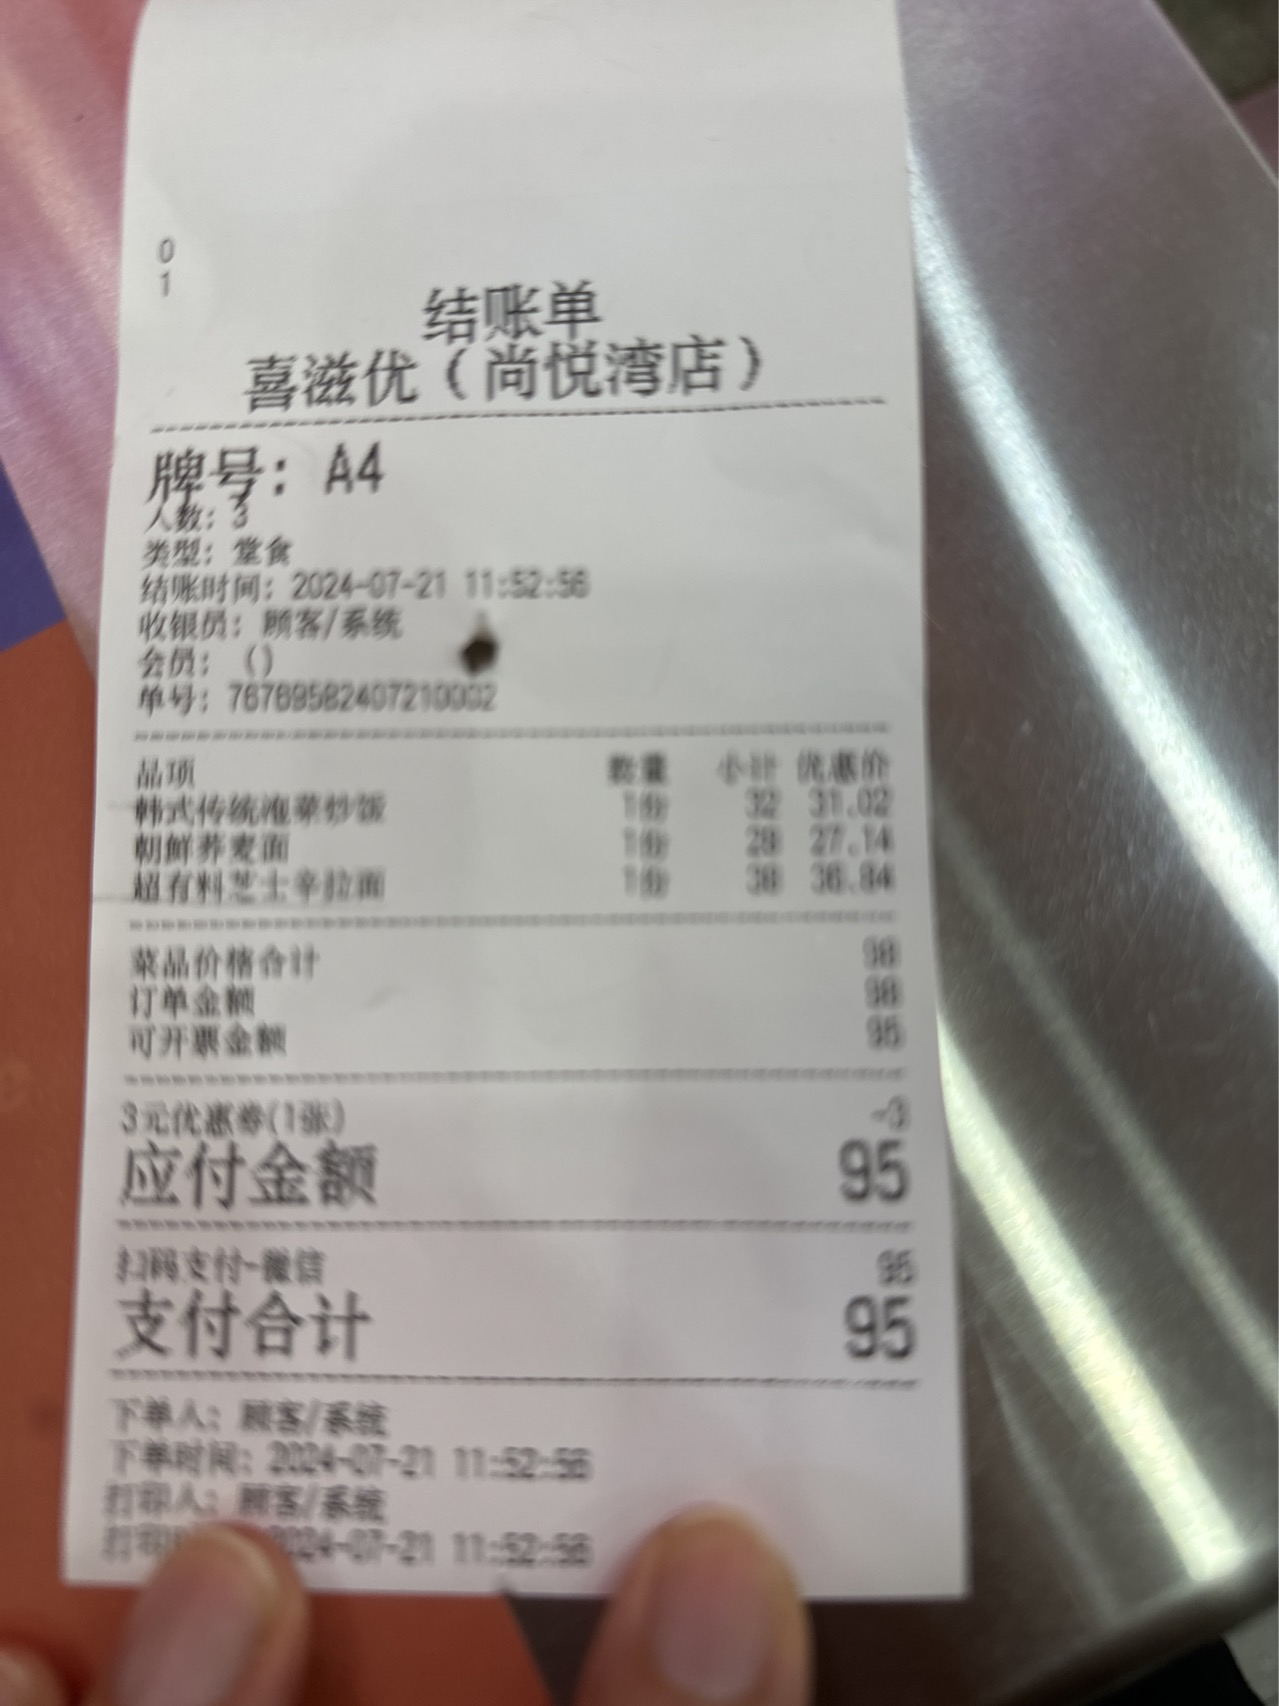 0
1
结账单
喜滋优（尚悦湾店）
牌号：A4
人数：3
类型：堂食
结账时间：2024-07-21 11:52:56
收银员：顾客/系统
会员：（）
单号：76769582407210002
品项 数量 小计 优惠价
韩式传统泡菜炒饭 1份 32 31.02
朝鲜荞麦面 1份 28 27.14
超有料芝士辛拉面 1份 38 36.84
菜品价格合计 98
订单金额 98
可开票金额 95
3元优惠券(1张) -3
应付金额 95
扫码支付-微信 95
支付合计 95
下单人：顾客/系统
下单时间：2024-07-21 11:52:56
打印人：顾客/系统
打印 2024-07-21 11:52:56